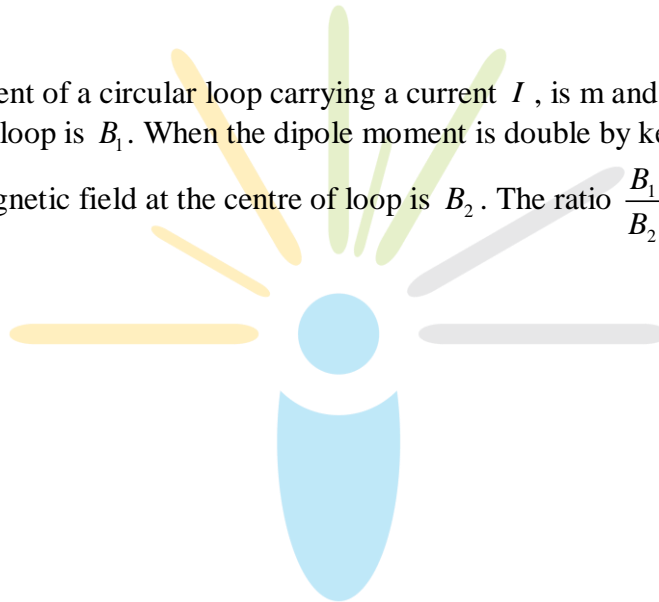 ent of a circular loop carrying a current I , is m and
loop is B₁. When the dipole moment is double by ke
gnetic field at the centre of loop is B₂ . The ratio B₁/B₂